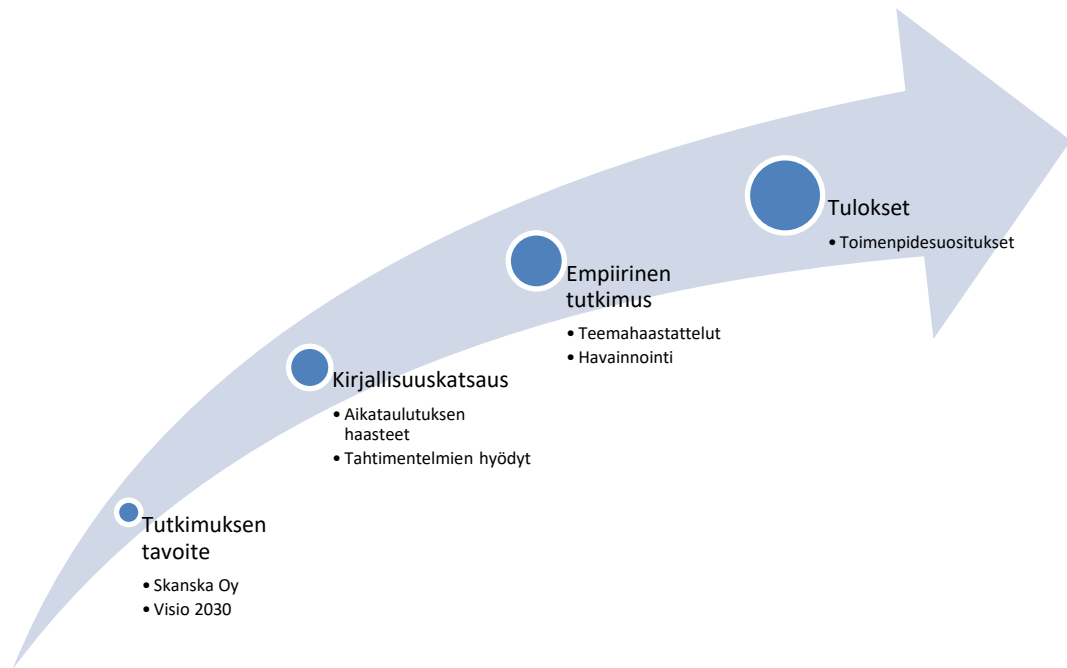 Tutkimuksen
tavoite
• Skanska Oy
• Visio 2030
Kirjallisuuskatsaus
• Aikataulutuksen
haasteet
• Tahtimentelmien hyödyt
Empiirinen
tutkimus
• Teemahaastattelut
• Havainnointi
Tulokset
• Toimenpidesuositukset